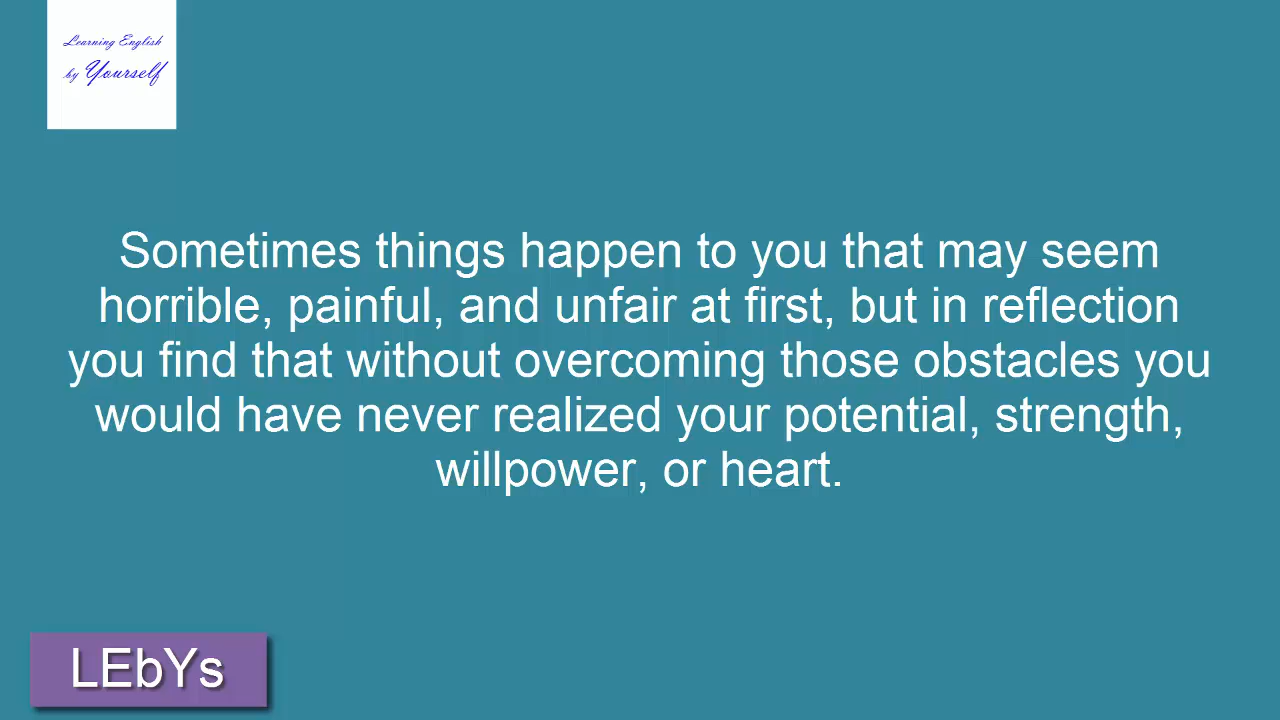 Learning English
by Yourself
Sometimes things happen to you that may seem
horrible, painful, and unfair at first, but in reflection
you find that without overcoming those obstacles you
would have never realized your potential, strength,
willpower, or heart.
LEbYs